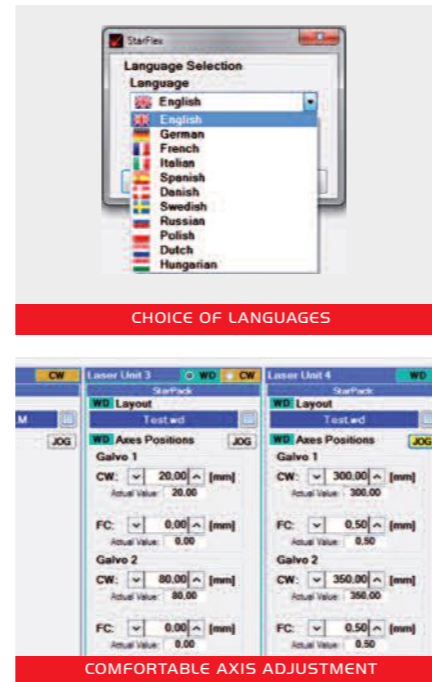 StarFlex
Language Selection
Language
English
English
German
French
Italian
Spanish
Danish
Swedish
Russian
Polish
Dutch
Hungarian
CHOICE OF LANGUAGES
CW Laser Unit 3 WD CW Laser Unit 4 WD
StarPack StarPack
WD Layout WD Layout
M Test.wd Test.wd
JOG WD Axes Positions JOG WD Axes Positions JOG
Galvo 1 Galvo 1
CW: 20.00 [mm] CW: 300.00 [mm]
Actual Value: 20.00 Actual Value: 300.00
FC: 0.00 [mm] FC: 0.50 [mm]
Actual Value: 0.00 Actual Value: 0.50
Galvo 2 Galvo 2
CW: 80.00 [mm] CW: 350.00 [mm]
Actual Value: 80.00 Actual Value: 350.00
FC: 0.00 [mm] FC: 0.50 [mm]
Actual Value: 0.00 Actual Value: 0.50
COMFORTABLE AXIS ADJUSTMENT